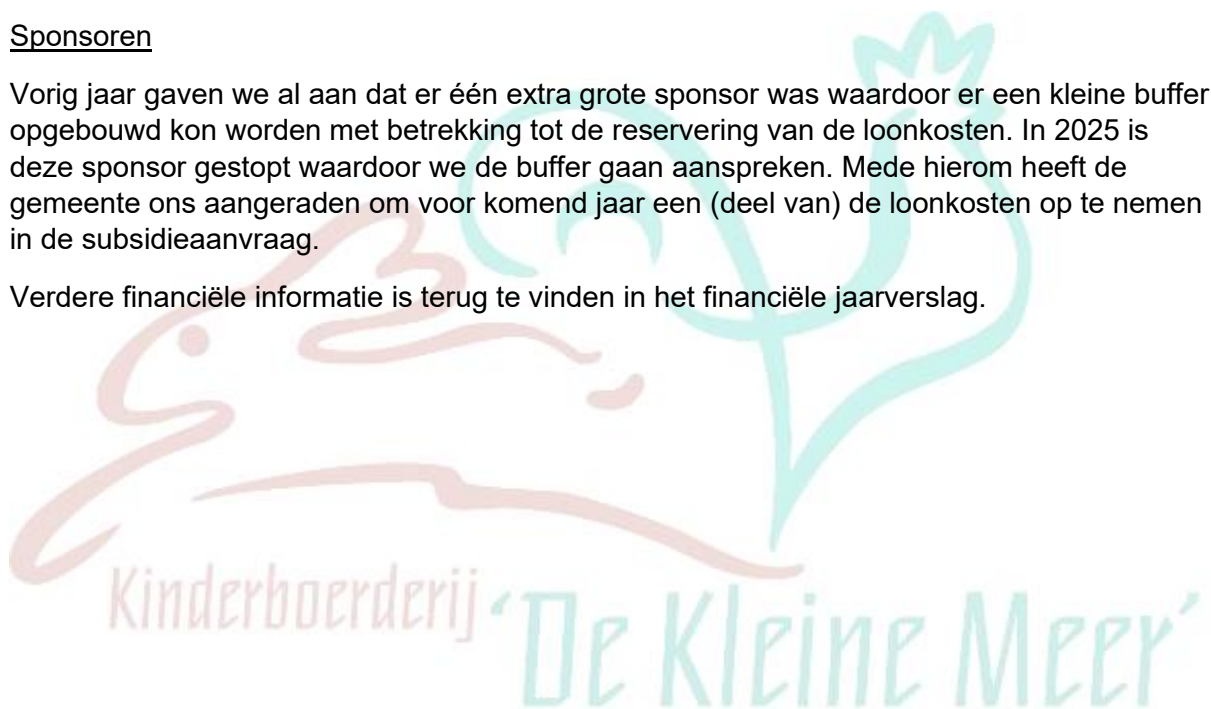 Sponsoren
Vorig jaar gaven we al aan dat er één extra grote sponsor was waardoor er een kleine buffer
opgebouwd kon worden met betrekking tot de reservering van de loonkosten. In 2025 is
deze sponsor gestopt waardoor we de buffer gaan aanspreken. Mede hierom heeft de
gemeente ons aangeraden om voor komend jaar een (deel van) de loonkosten op te nemen
in de subsidieaanvraag.
Verdere financiële informatie is terug te vinden in het financiële jaarverslag.
Kinderboerderij 'De Kleine Meer'